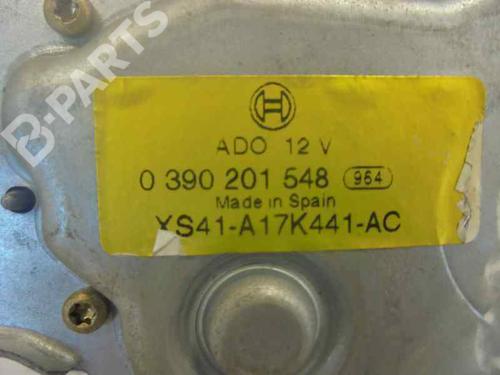 B-PARTS
ADO 12 V
0 390 201 548 964
Made in Spain
XS41-A17K441-AC